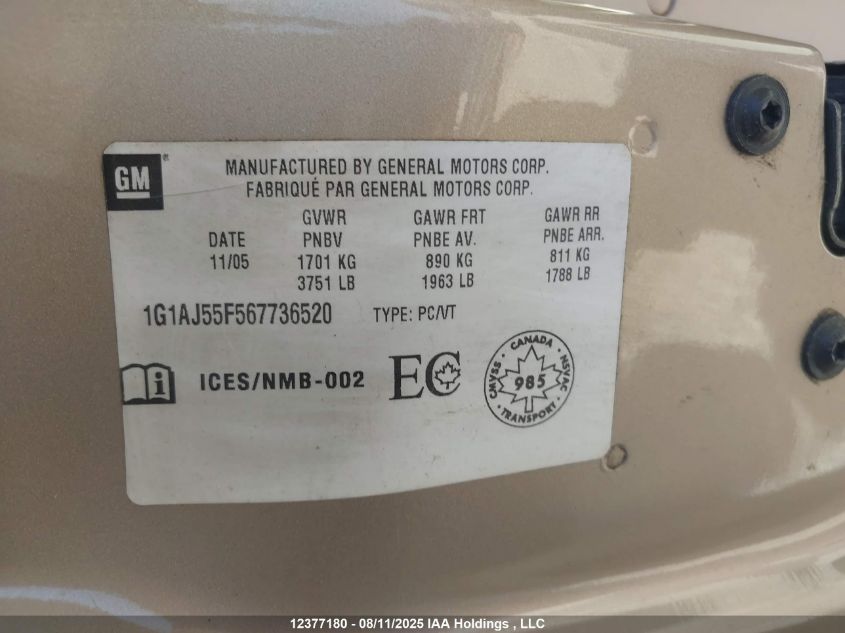 GM
MANUFACTURED BY GENERAL MOTORS CORP.
FABRIQUÉ PAR GENERAL MOTORS CORP.
GVWR GAWR FRT GAWR RR
DATE PNBV PNBE AV. PNBE ARR.
11/05 1701 KG 890 KG 811 KG
3751 LB 1963 LB 1788 LB
1G1AJ55F567736520 TYPE: PC/VT
i ICES/NMB-002 EC
CANADA
CMVSS 985 NSVAC
TRANSPORT
12377180 - 08/11/2025 IAA Holdings , LLC